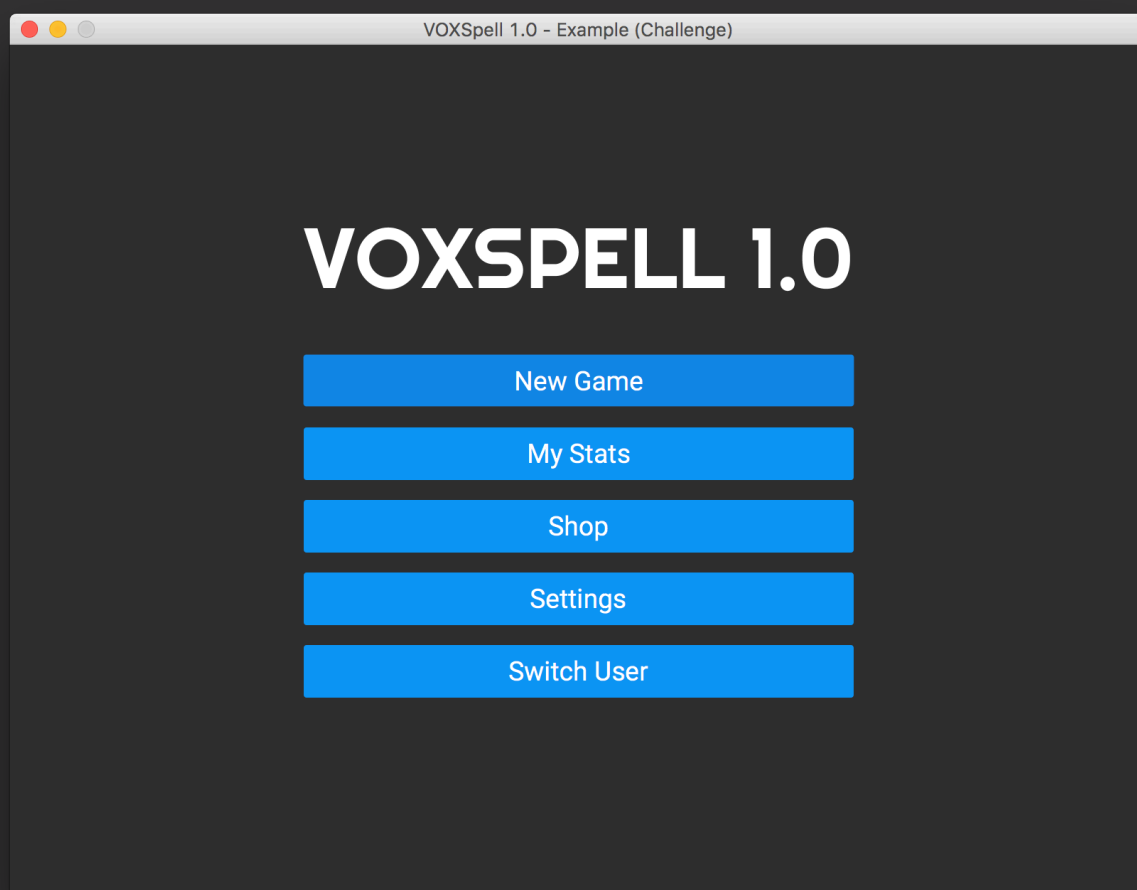 VOXSpell 1.0 - Example (Challenge)
VOXSPELL 1.0
New Game
My Stats
Shop
Settings
Switch User